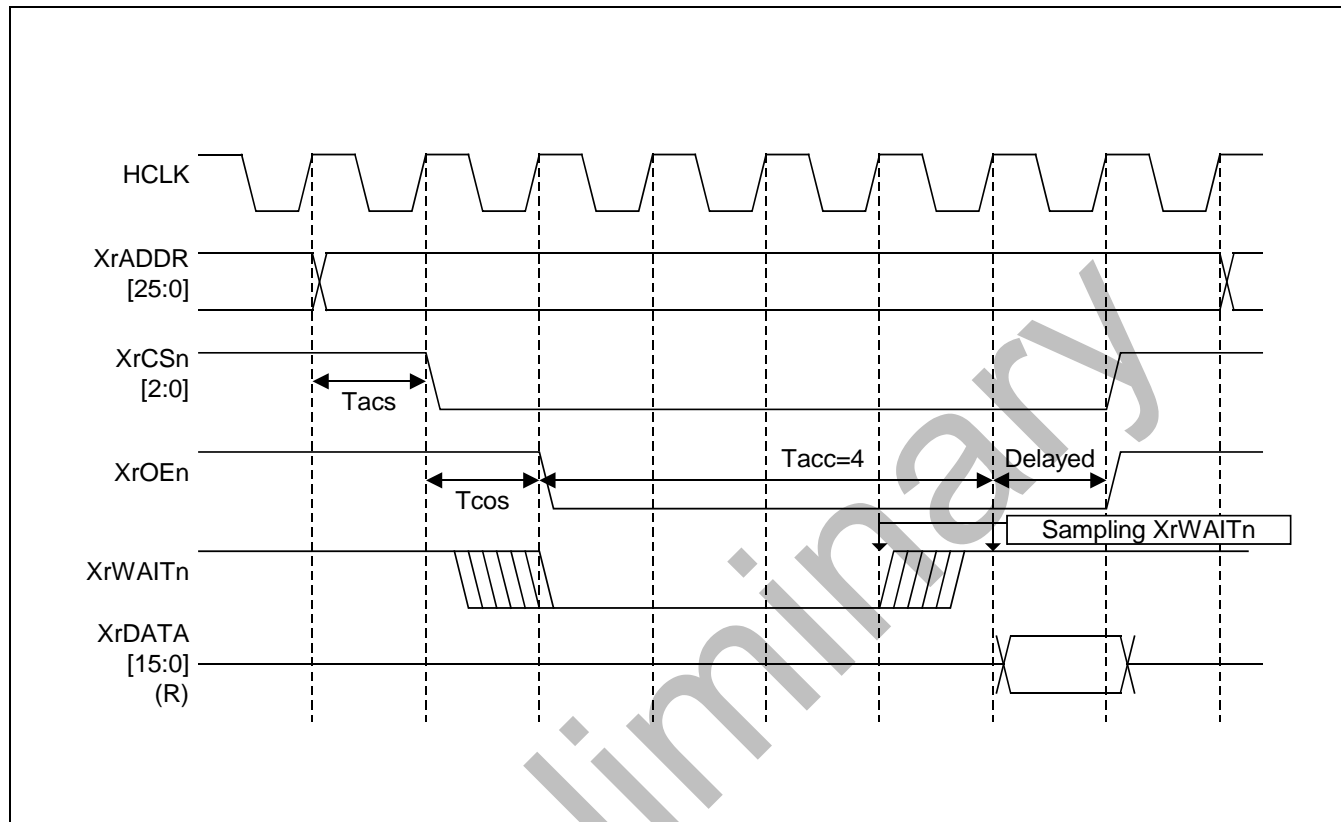 HCLK
XrADDR
[25:0]
XrCSn
[2:0]
Tacs
XrOEn
Tacc=4
Delayed
Tcos
Sampling XrWAITn
XrWAITn
XrDATA
[15:0]
(R)
liminary